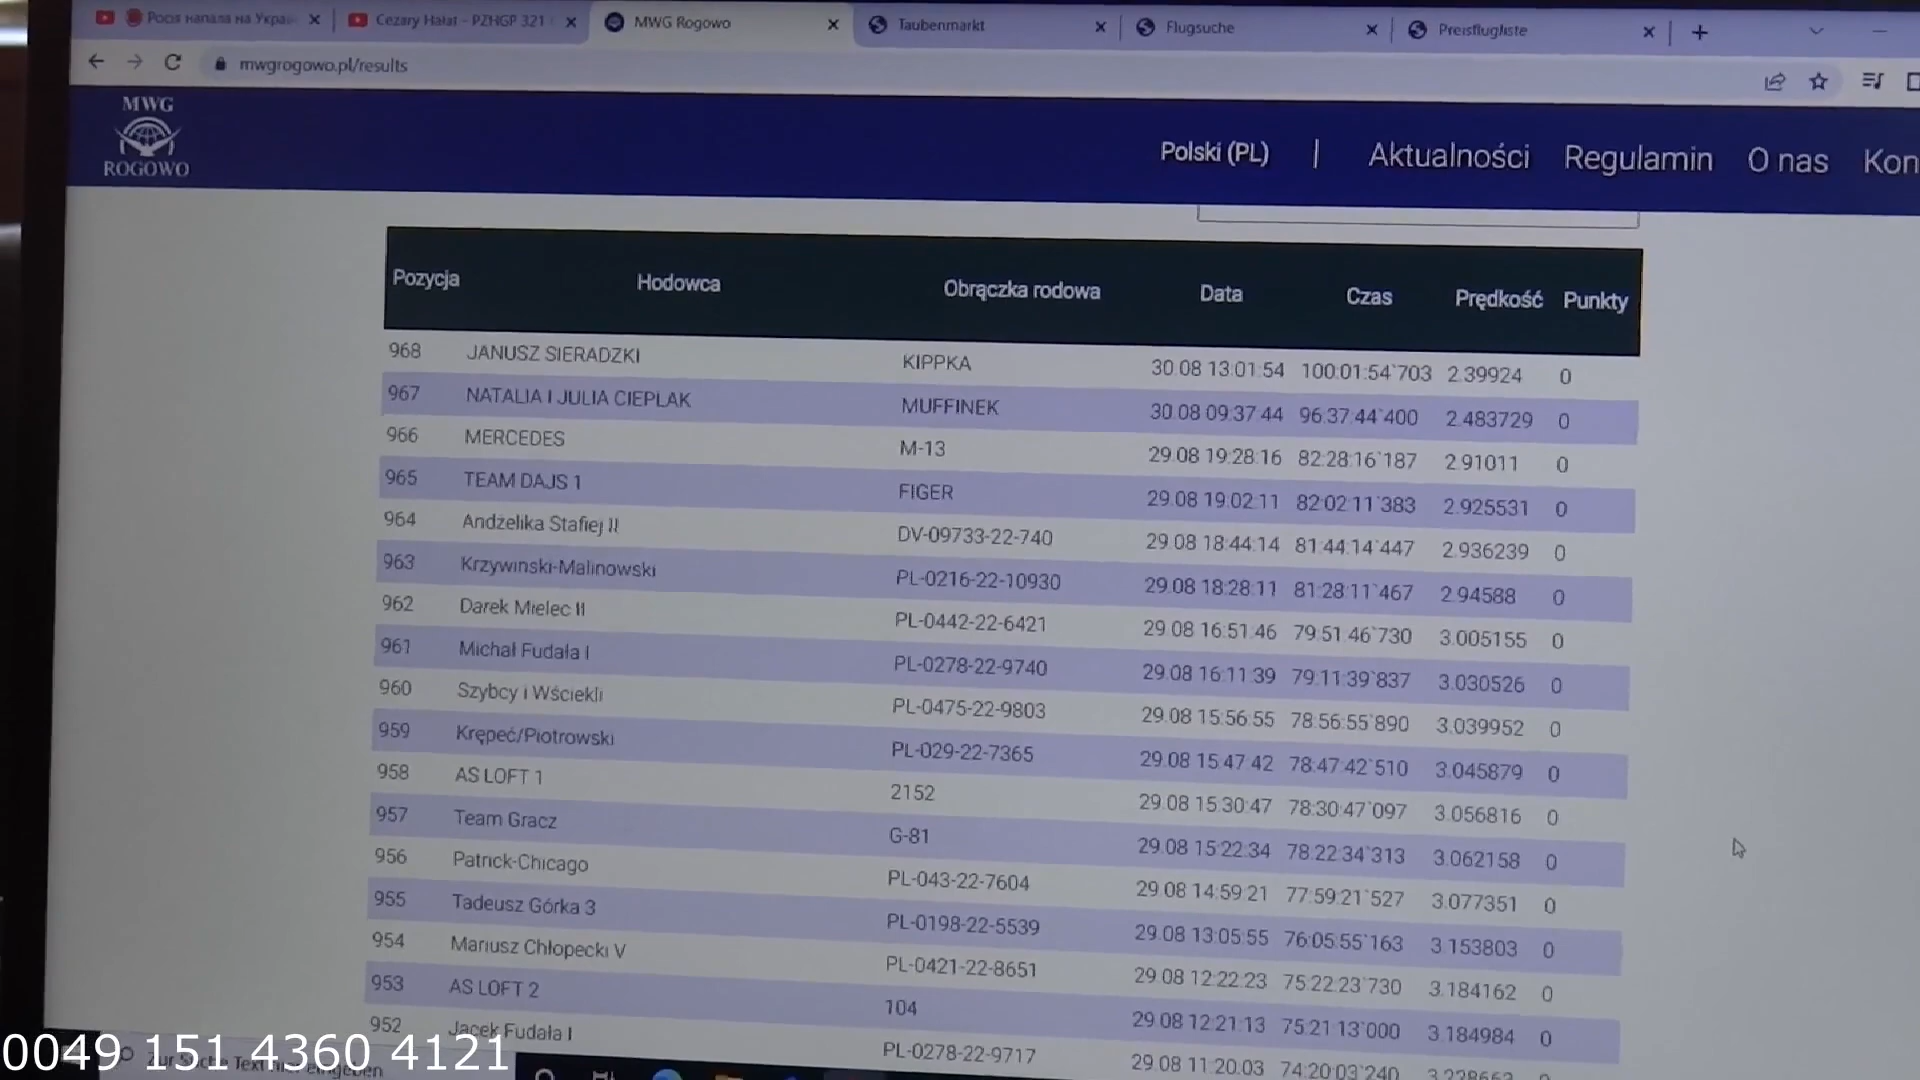 Росія напала на Украї
Cezary Hałat - PZHGP 321
MWG Rogowo
Taubenmarkt
Flugsuche
Preisflugliste
mwgrogowo.pl/results
MWG
ROGOWO
Polski (PL) | Aktualności Regulamin O nas Kon
Pozycja Hodowca Obrączka rodowa Data Czas Prędkość Punkty
968 JANUSZ SIERADZKI KIPPKA 30.08 13:01:54 100:01:54`703 2.39924 0
967 NATALIA I JULIA CIEPLAK MUFFINEK 30.08 09:37:44 96:37:44`400 2.483729 0
966 MERCEDES M-13 29.08 19:28:16 82:28:16`187 2.91011 0
965 TEAM DAJS 1 FIGER 29.08 19:02:11 82:02:11`383 2.925531 0
964 Andżelika Stafiej II DV-09733-22-740 29.08 18:44:14 81:44:14`447 2.936239 0
963 Krzywinski-Malinowski PL-0216-22-10930 29.08 18:28:11 81:28:11`467 2.94588 0
962 Darek Mielec II PL-0442-22-6421 29.08 16:51:46 79:51:46`730 3.005155 0
961 Michał Fudała I PL-0278-22-9740 29.08 16:11:39 79:11:39`837 3.030526 0
960 Szybcy i Wściekli PL-0475-22-9803 29.08 15:56:55 78:56:55`890 3.039952 0
959 Krępeć/Piotrowski PL-029-22-7365 29.08 15:47:42 78:47:42`510 3.045879 0
958 AS LOFT 1 2152 29.08 15:30:47 78:30:47`097 3.056816 0
957 Team Gracz G-81 29.08 15:22:34 78:22:34`313 3.062158 0
956 Patrick-Chicago PL-043-22-7604 29.08 14:59:21 77:59:21`527 3.077351 0
955 Tadeusz Górka 3 PL-0198-22-5539 29.08 13:05:55 76:05:55`163 3.153803 0
954 Mariusz Chłopecki V PL-0421-22-8651 29.08 12:22:23 75:22:23`730 3.184162 0
953 AS LOFT 2 104 29.08 12:21:13 75:21:13`000 3.184984 0
952 Jacek Fudała I PL-0278-22-9717 29.08 11:20:03 74:20:03`240 3.228663 0
0049 151 4360 4121
Zur Suche Text hier eingeben